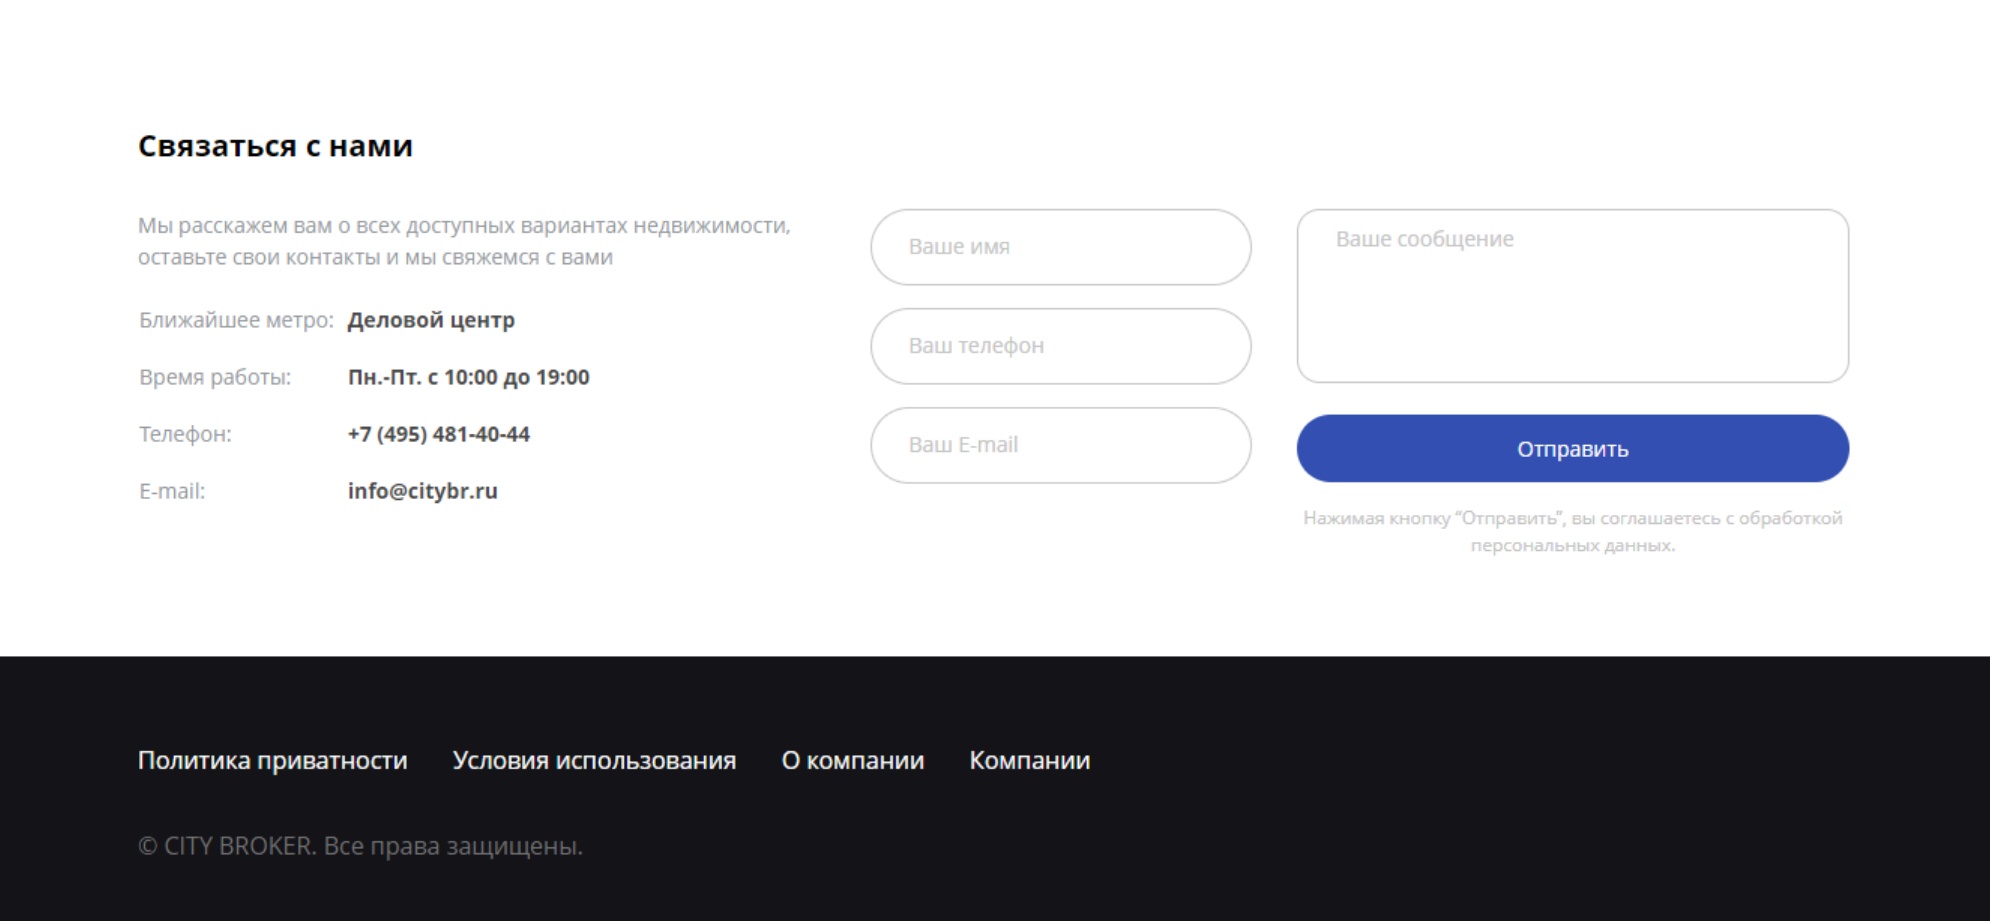 Связаться с нами
Мы расскажем вам о всех доступных вариантах недвижимости,
оставьте свои контакты и мы свяжемся с вами
Ближайшее метро: Деловой центр
Время работы: Пн.-Пт. с 10:00 до 19:00
Телефон: +7 (495) 481-40-44
E-mail: info@citybr.ru
Ваше имя
Ваш телефон
Ваш E-mail
Ваше сообщение
Отправить
Нажимая кнопку “Отправить”, вы соглашаетесь с обработкой
персональных данных.
Политика приватности Условия использования О компании Компании
© CITY BROKER. Все права защищены.